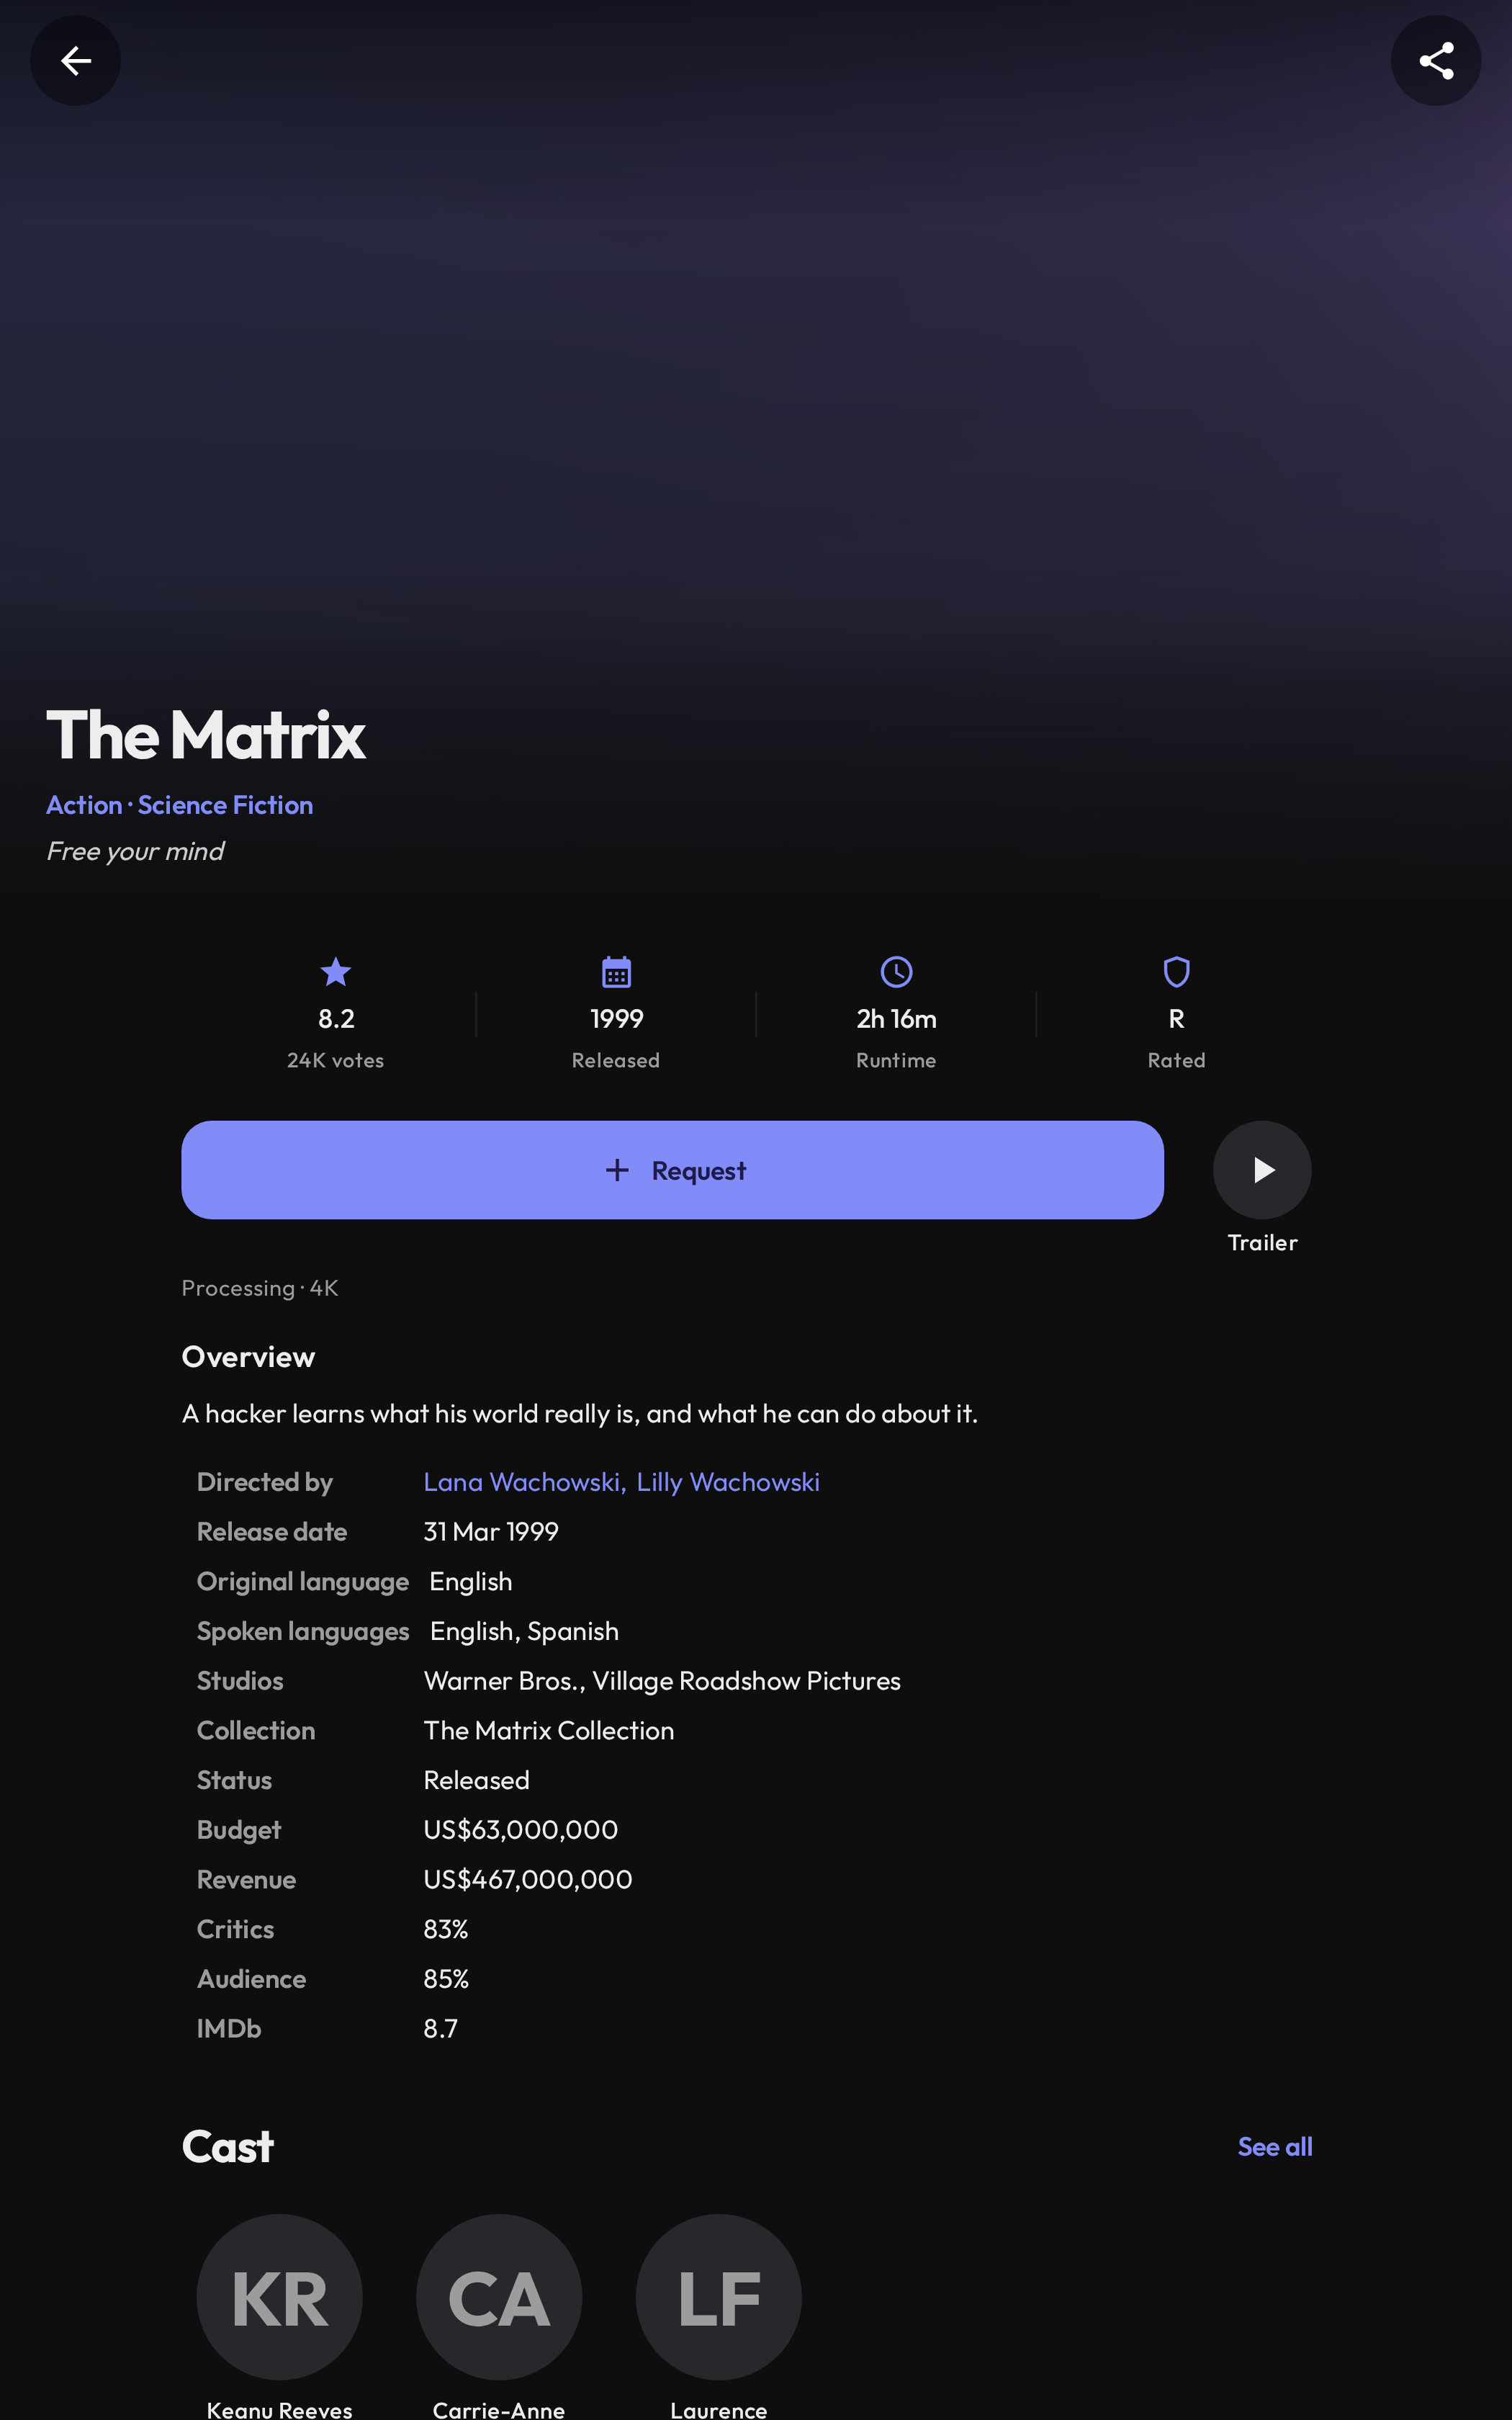 The Matrix
Action · Science Fiction
Free your mind
8.2
24K votes
1999
Released
2h 16m
Runtime
R
Rated
Request
Trailer
Processing · 4K
Overview
A hacker learns what his world really is, and what he can do about it.
Directed by Lana Wachowski, Lilly Wachowski
Release date 31 Mar 1999
Original language English
Spoken languages English, Spanish
Studios Warner Bros., Village Roadshow Pictures
Collection The Matrix Collection
Status Released
Budget US$63,000,000
Revenue US$467,000,000
Critics 83%
Audience 85%
IMDb 8.7
Cast See all
KR CA LF
Keanu Reeves Carrie-Anne Laurence